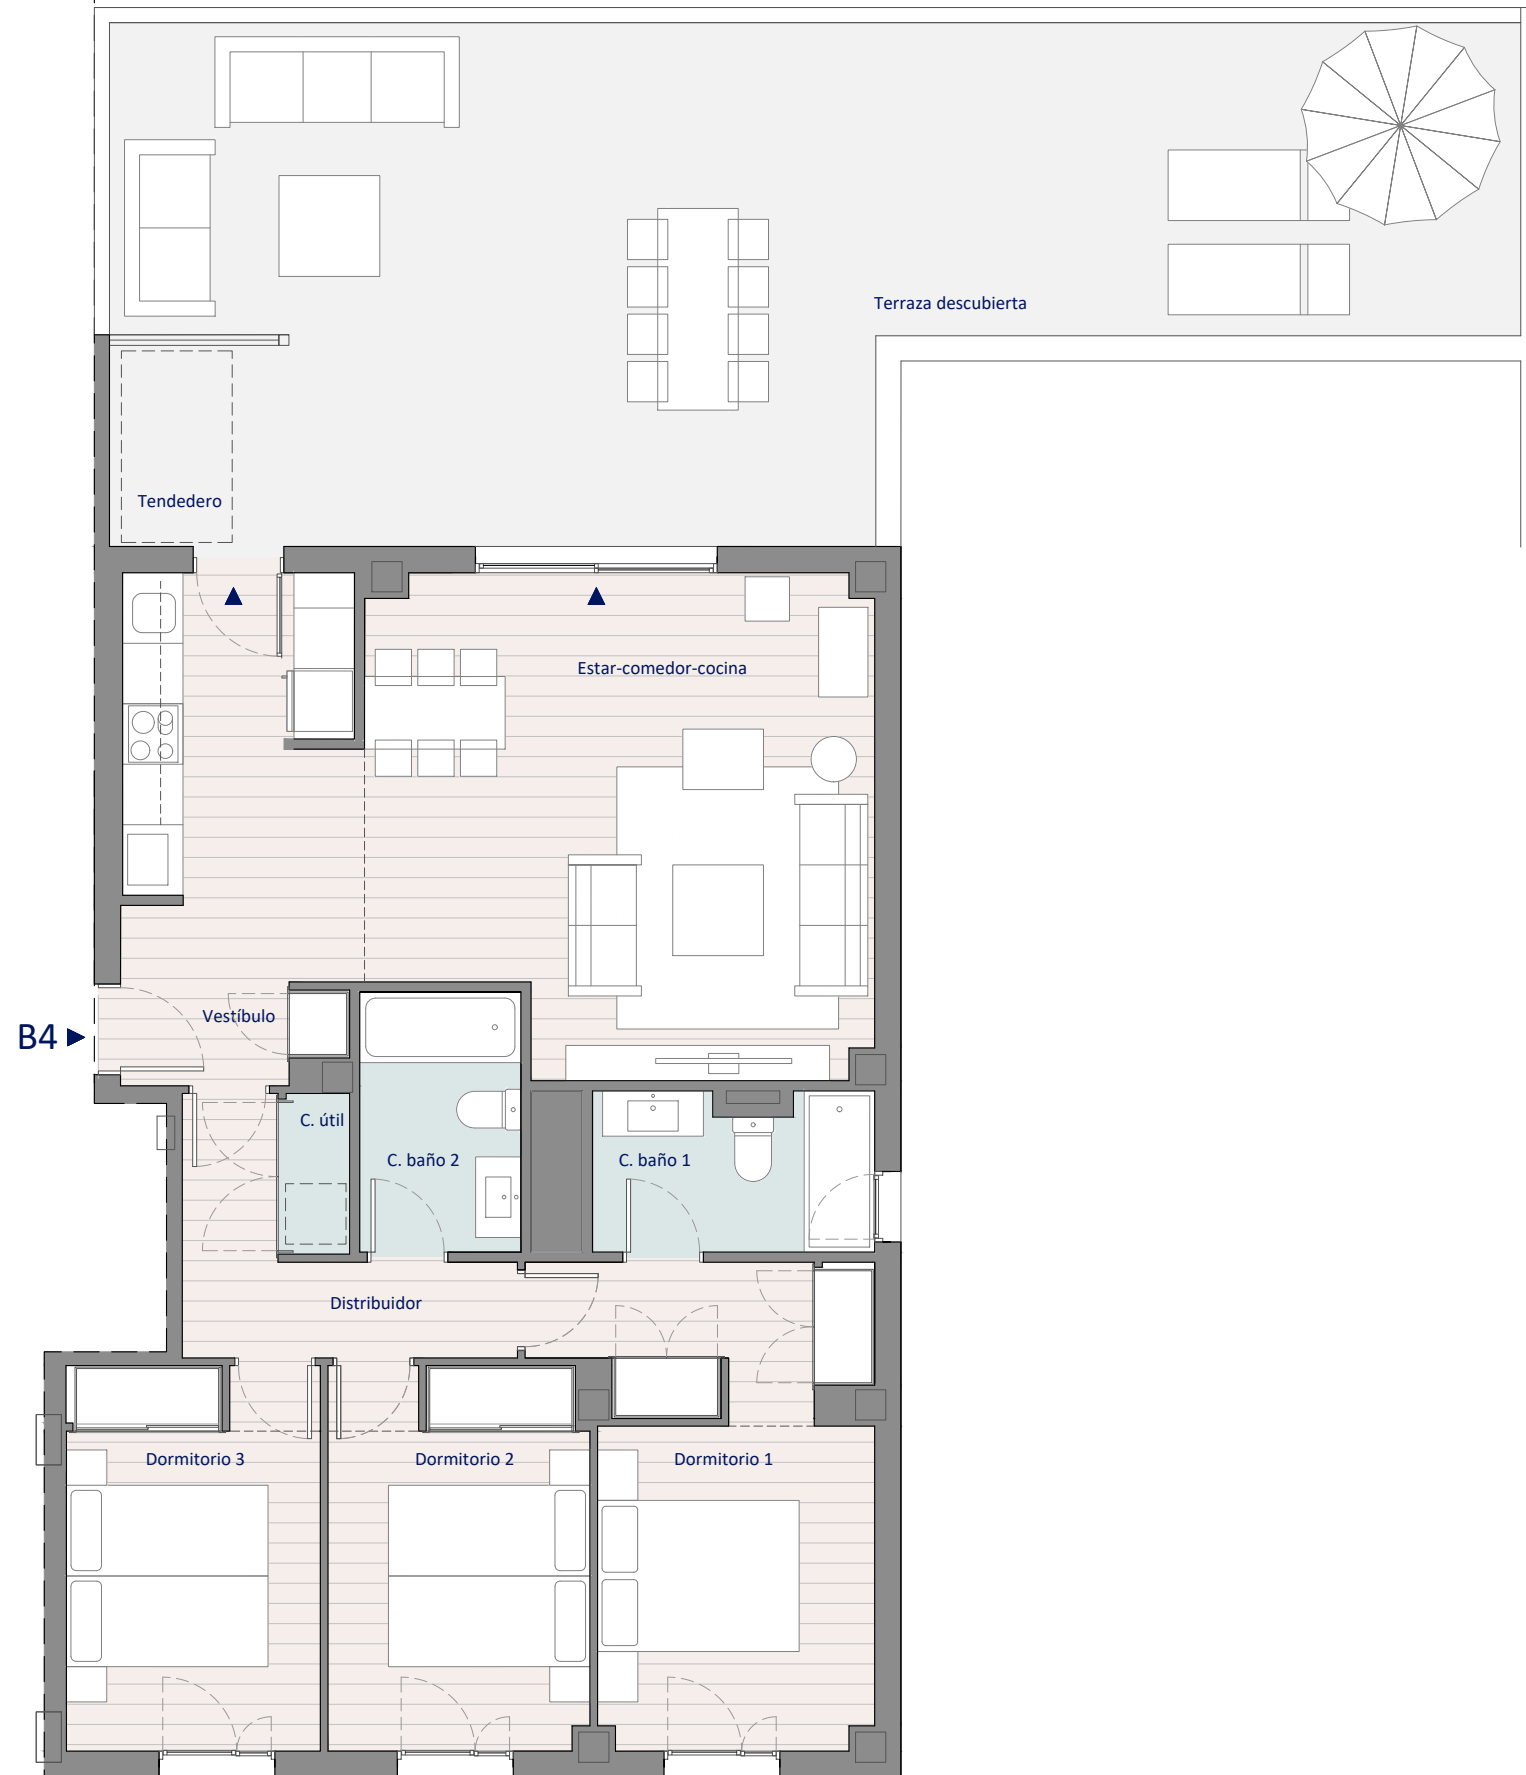 Terraza descubierta
Tendedero
Estar-comedor-cocina
Vestíbulo
B4
C. útil
C. baño 2
C. baño 1
Distribuidor
Dormitorio 3
Dormitorio 2
Dormitorio 1